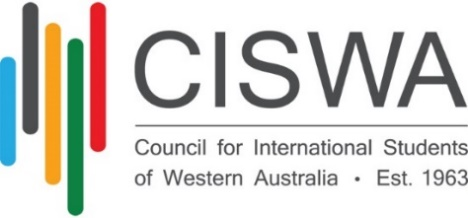 CISWA
Council for International Students
of Western Australia • Est. 1963